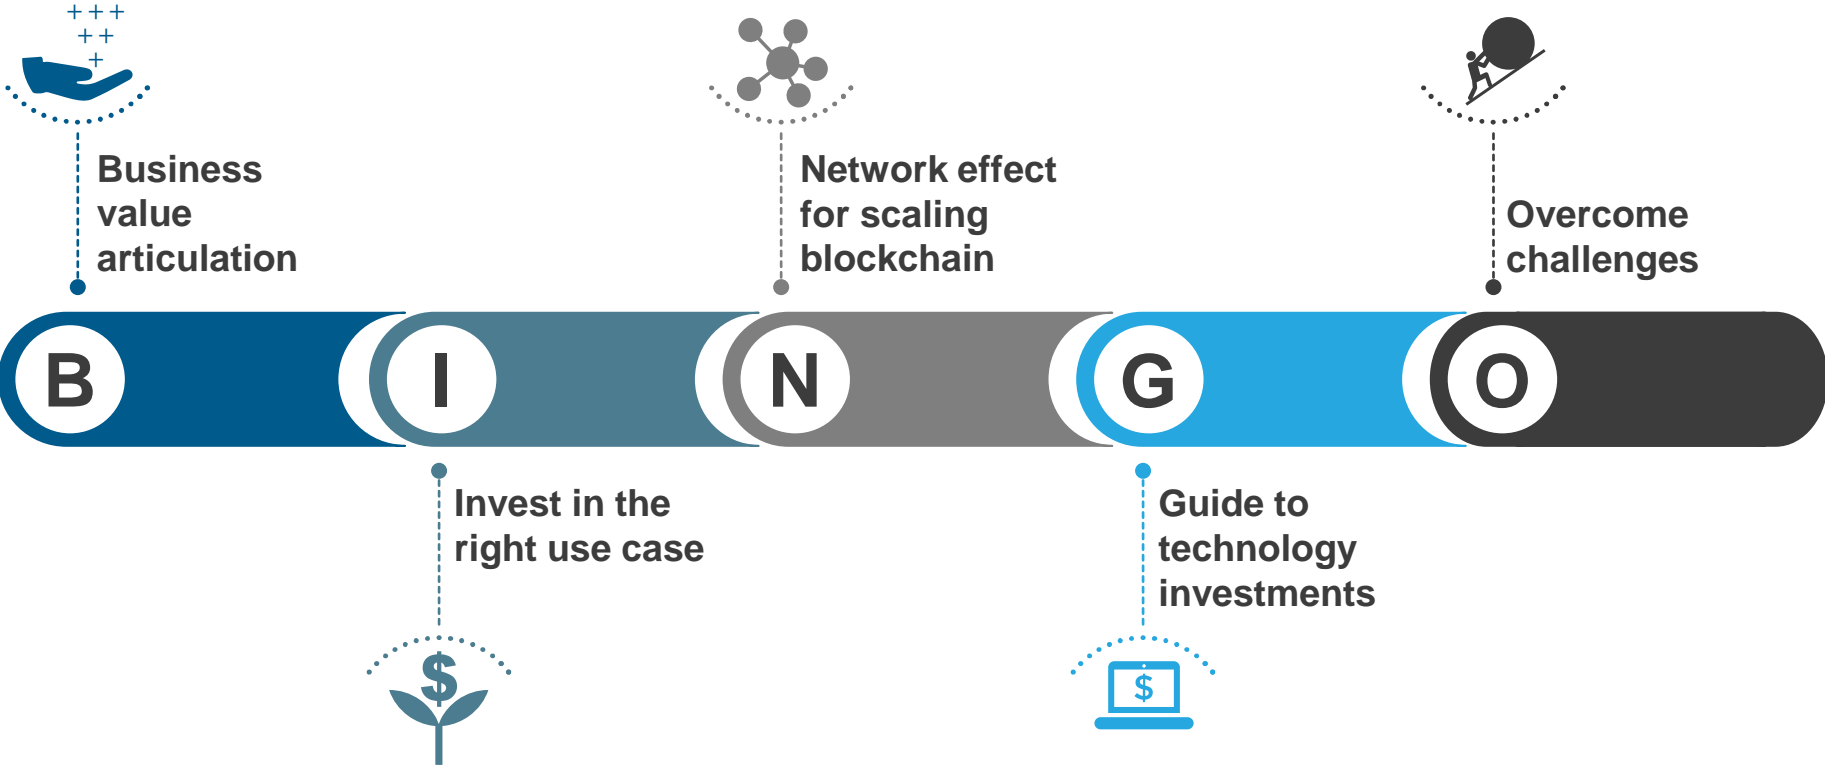 +++
++
+
Business
value
articulation
Network effect
for scaling
blockchain
Overcome
challenges
B I N G O
Invest in the
right use case
Guide to
technology
investments
$
$